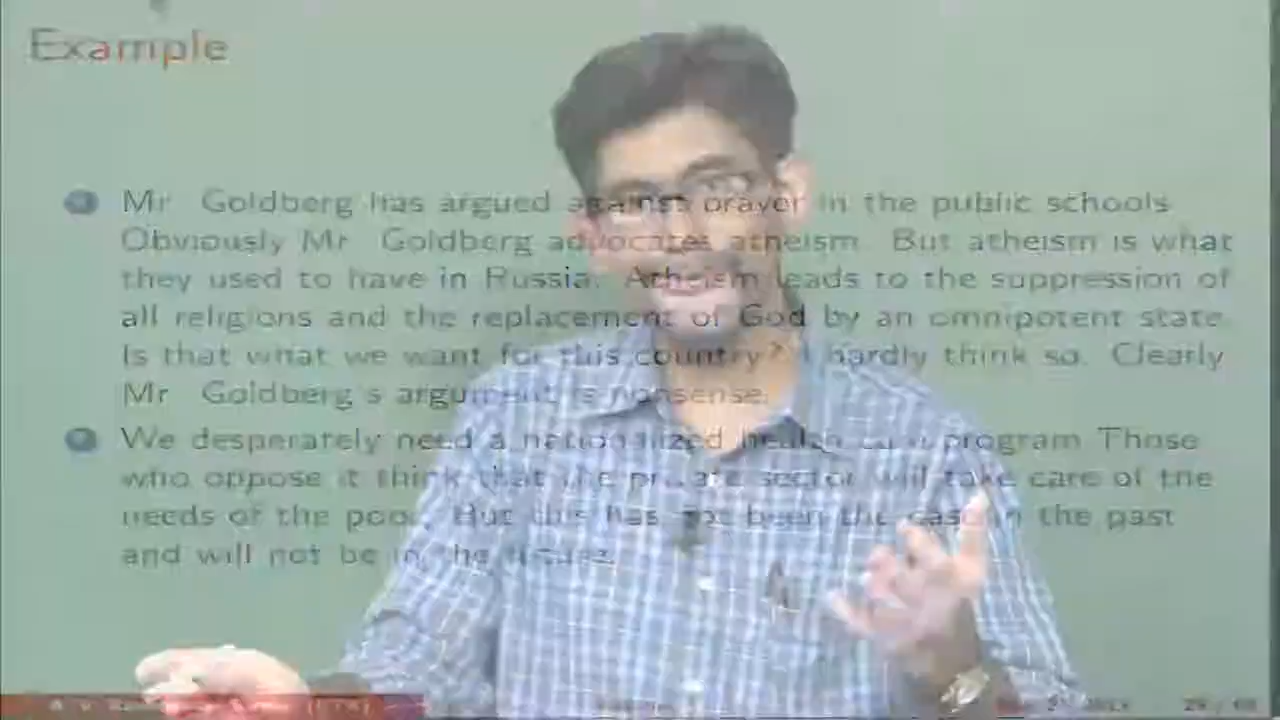 Example
Mr Goldberg has argued against prayer in the public schools
Obviously Mr Goldberg advocates atheism. But atheism is what
they used to have in Russia. Atheism leads to the suppression of
all religions and the replacement of God by an omnipotent state
Is that what we want for this country? I hardly think so. Clearly
Mr Goldberg's argument is nonsense.
We desperately need a nationalized health care program Those
who oppose it think that the private sector will take care of the
needs of the poor. But this has not been the case in the past
and will not be in the future.